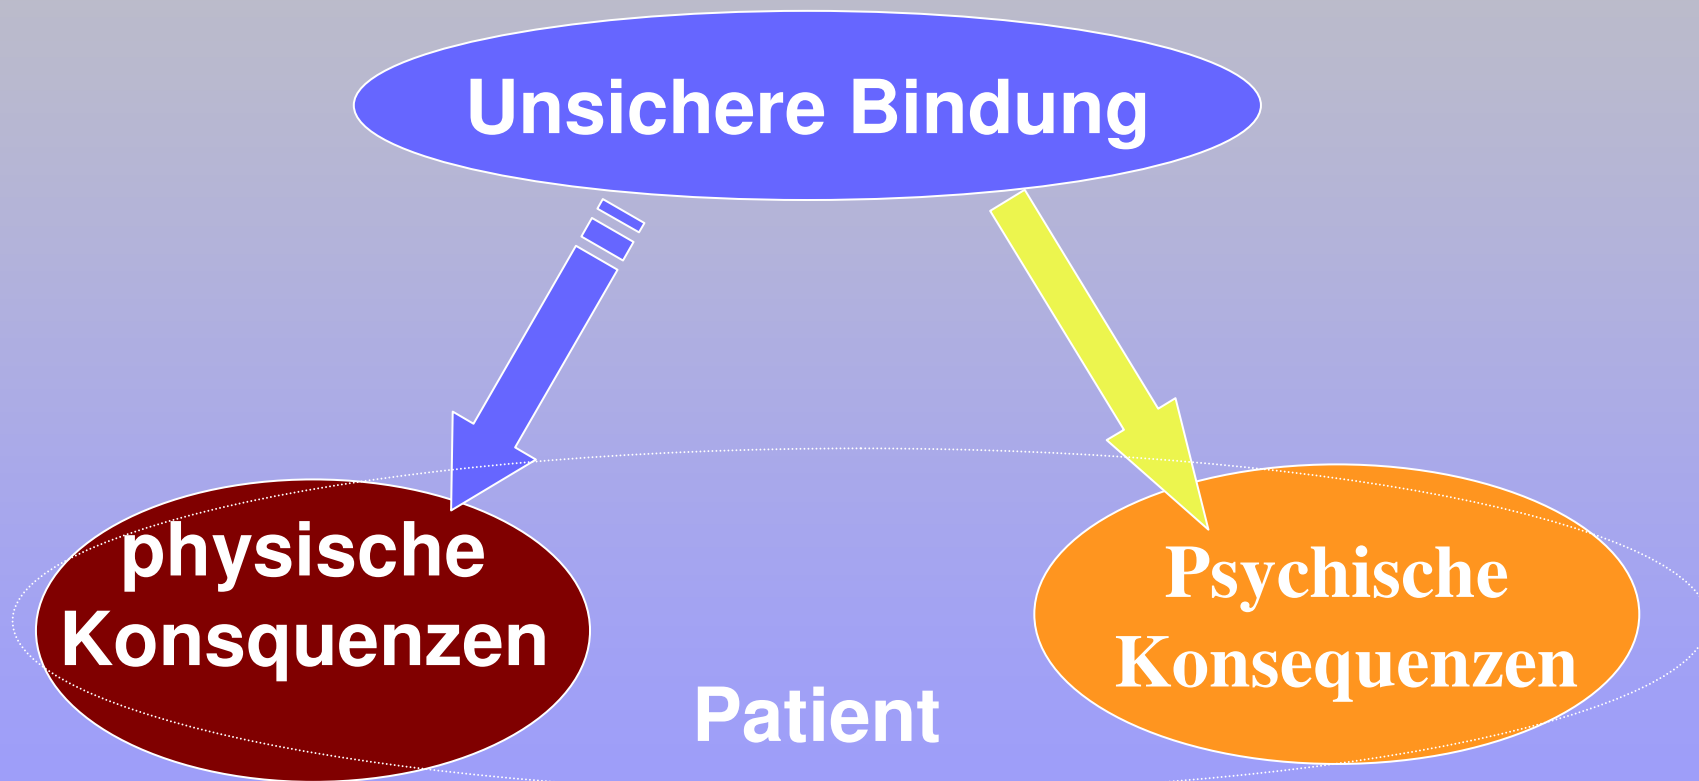 Unsichere Bindung
physische
Konsquenzen
Psychische
Konsequenzen
Patient